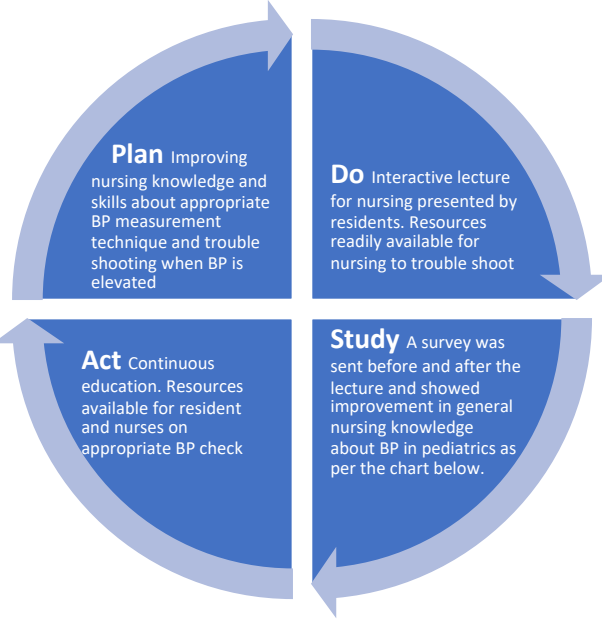 Plan Improving
nursing knowledge and
skills about appropriate
BP measurement
technique and trouble
shooting when BP is
elevated
Do Interactive lecture
for nursing presented by
residents. Resources
readily available for
nursing to trouble shoot
Study A survey was
sent before and after the
lecture and showed
improvement in general
nursing knowledge
about BP in pediatrics as
per the chart below.
Act Continuous
education. Resources
available for resident
and nurses on
appropriate BP check